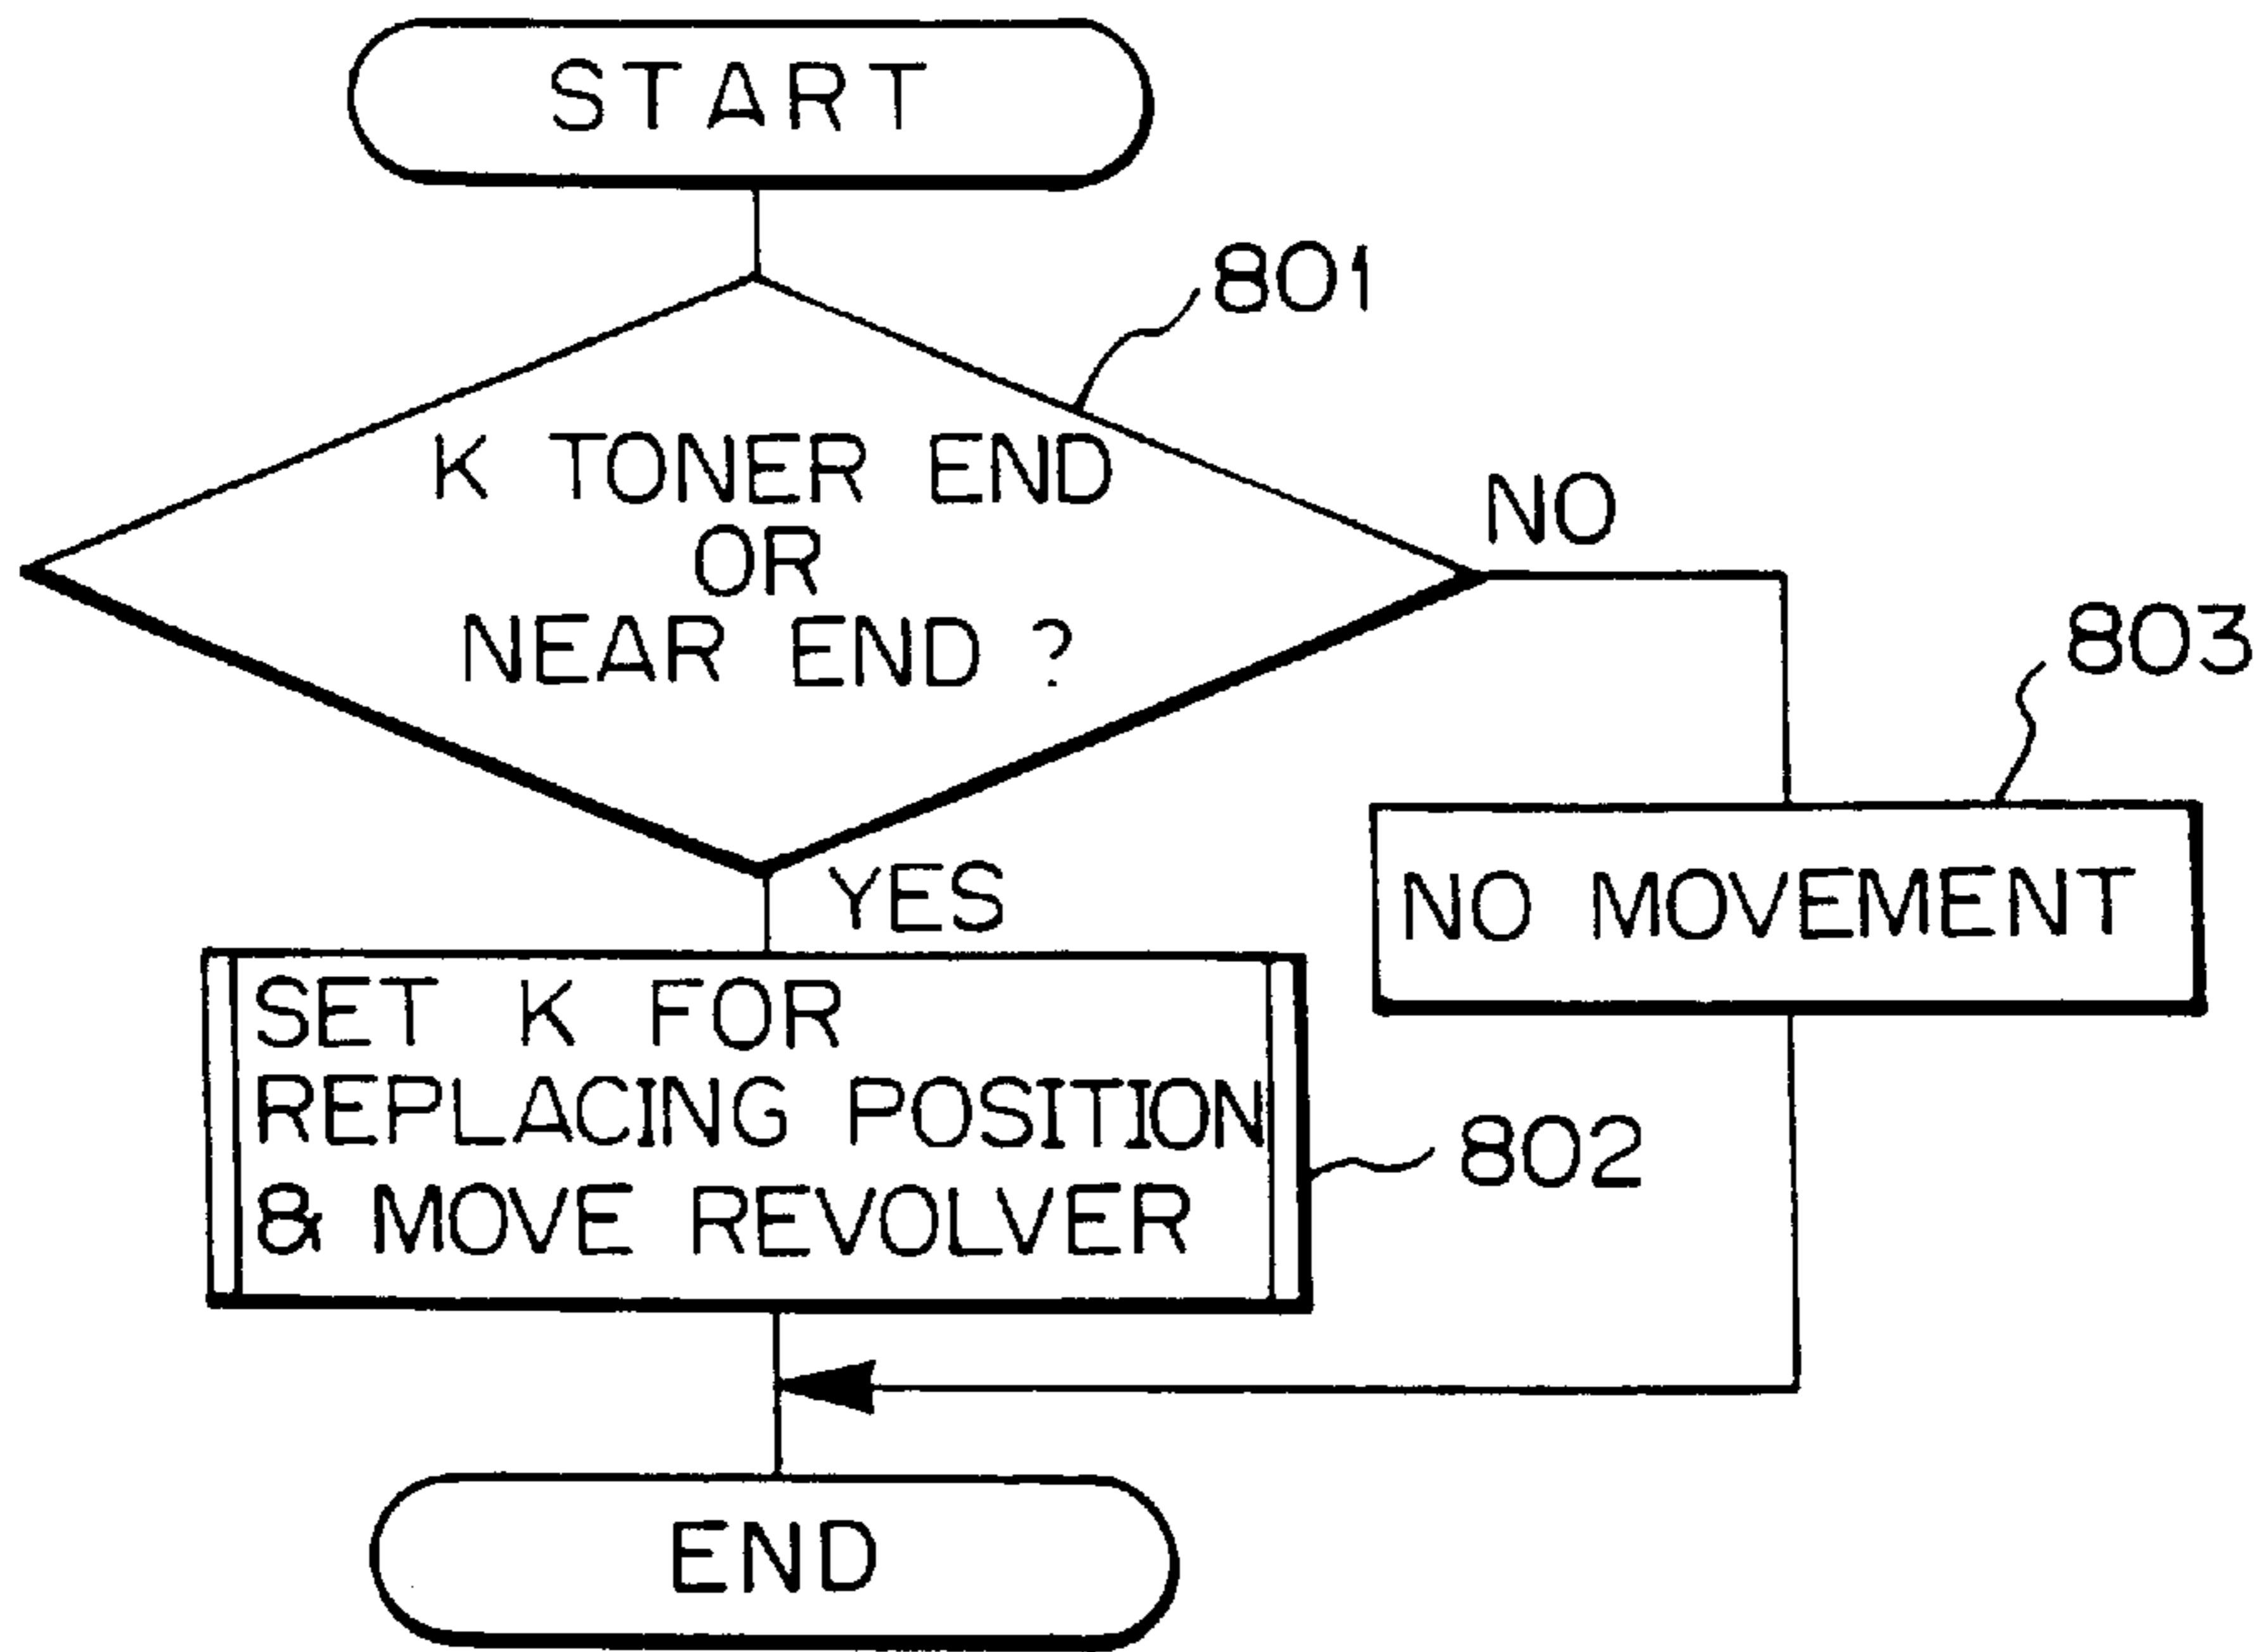 START
801
K TONER END
OR
NEAR END ?
NO
803
YES
NO MOVEMENT
SET K FOR
REPLACING POSITION
& MOVE REVOLVER
802
END